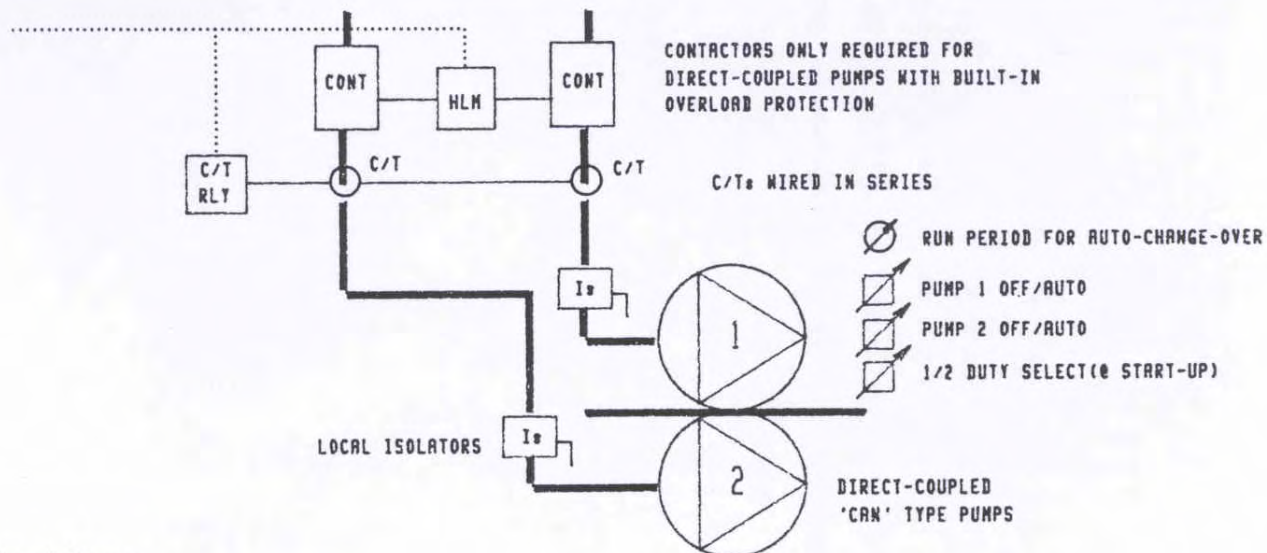 CONTACTORS ONLY REQUIRED FOR
DIRECT-COUPLED PUMPS WITH BUILT-IN
OVERLOAD PROTECTION
CONT
HLM
CONT
C/T
RLY
C/T
C/T
C/Ts WIRED IN SERIES
RUN PERIOD FOR AUTO-CHANGE-OVER
Is
PUMP 1 OFF/AUTO
1
PUMP 2 OFF/AUTO
1/2 DUTY SELECT(@ START-UP)
LOCAL ISOLATORS
Is
2
DIRECT-COUPLED
'CAN' TYPE PUMPS